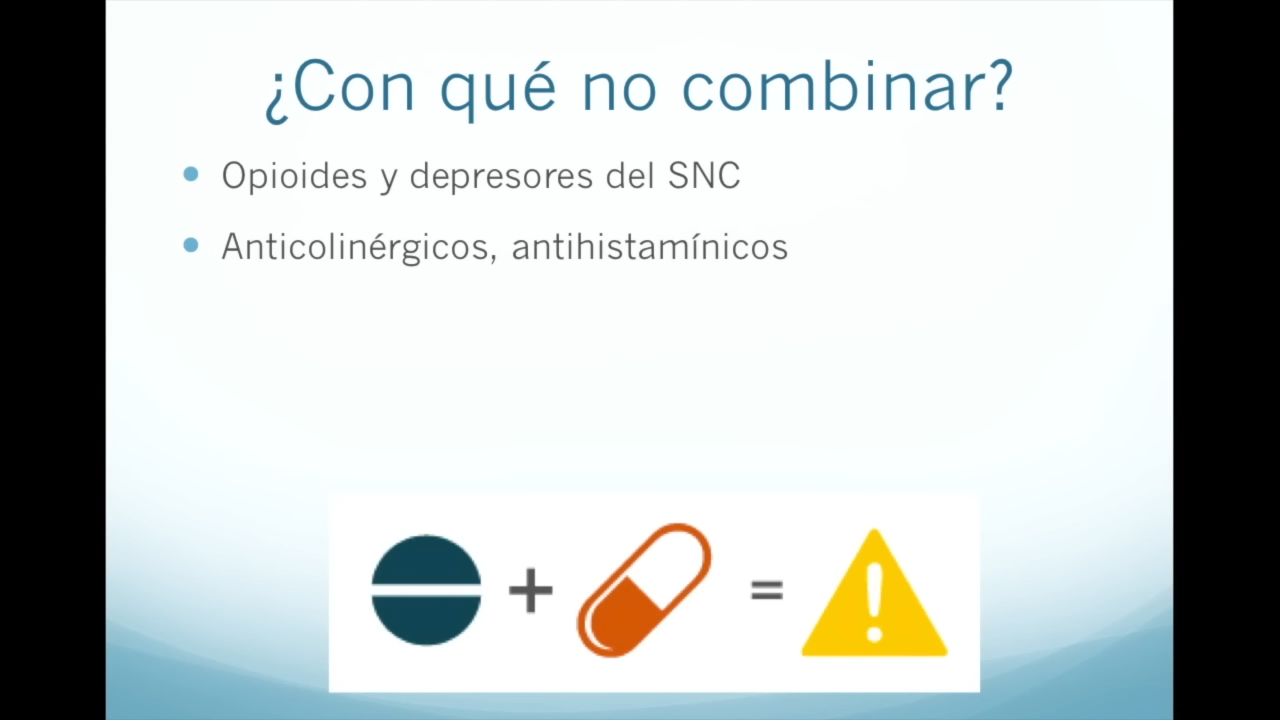 ¿Con qué no combinar?
• Opioides y depresores del SNC
• Anticolinérgicos, antihistamínicos
+ =
!